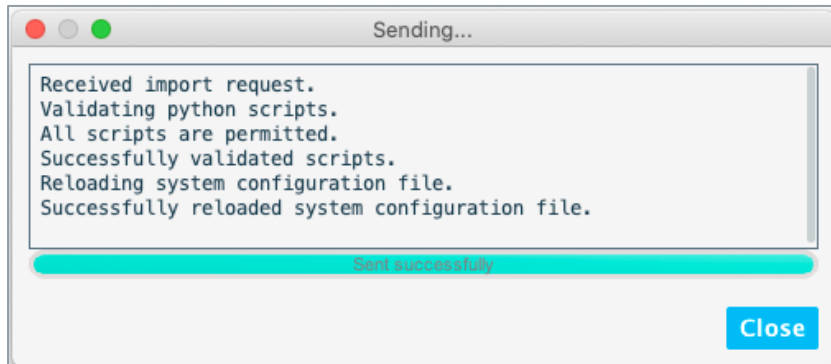 Sending...
Received import request.
Validating python scripts.
All scripts are permitted.
Successfully validated scripts.
Reloading system configuration file.
Successfully reloaded system configuration file.
Sent successfully
Close